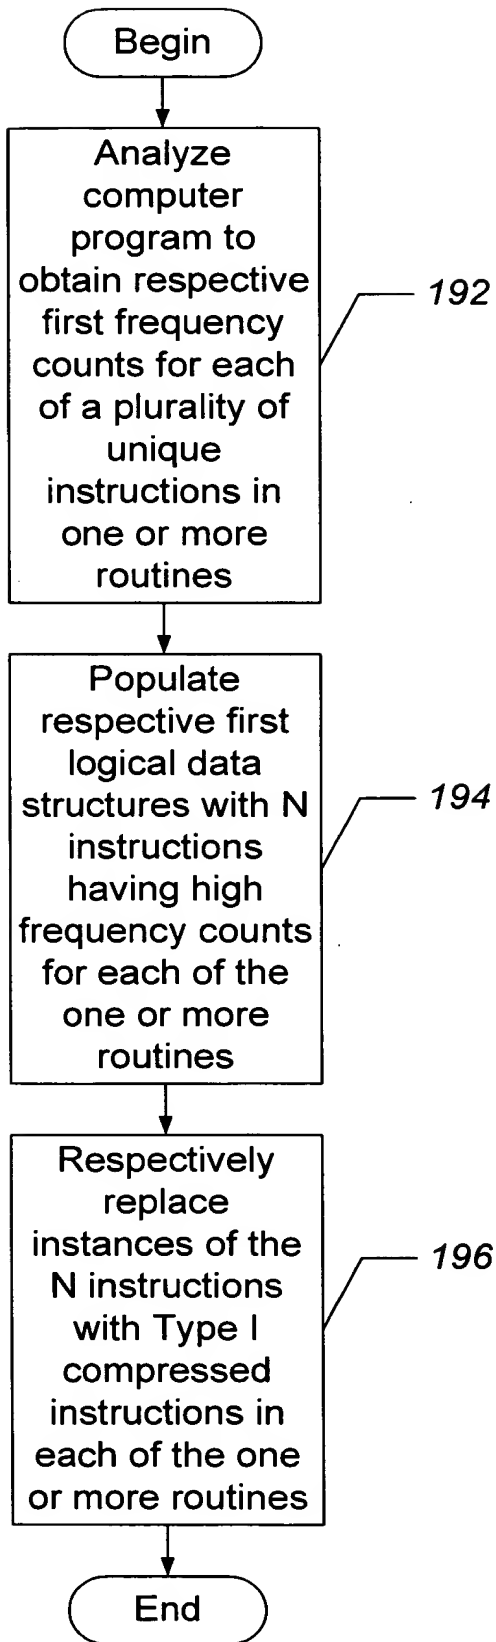 Begin
Analyze
computer
program to
obtain respective
first frequency
counts for each
of a plurality of
unique
instructions in
one or more
routines
192
Populate
respective first
logical data
structures with N
instructions
having high
frequency counts
for each of the
one or more
routines
194
Respectively
replace
instances of the
N instructions
with Type I
compressed
instructions in
each of the one
or more routines
196
End